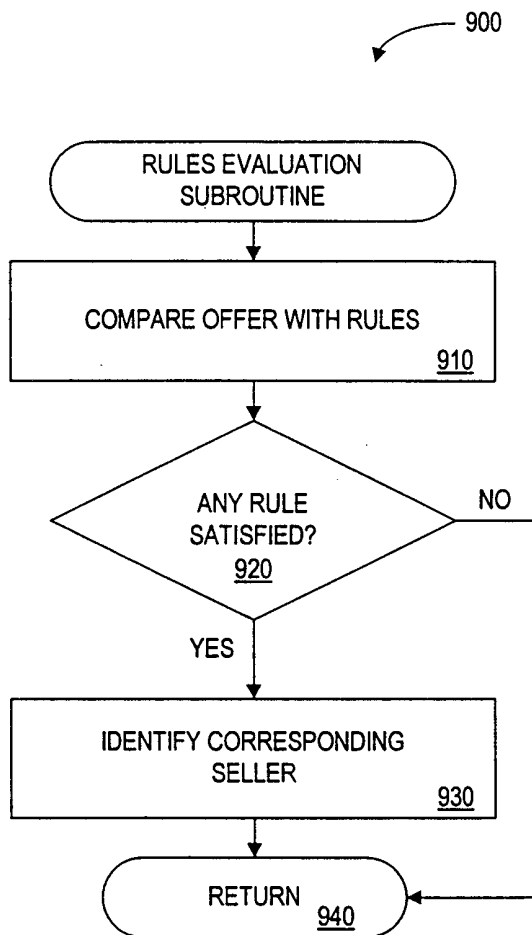 900
RULES EVALUATION
SUBROUTINE
COMPARE OFFER WITH RULES
910
ANY RULE
SATISFIED?
920
NO
YES
IDENTIFY CORRESPONDING
SELLER
930
RETURN
940